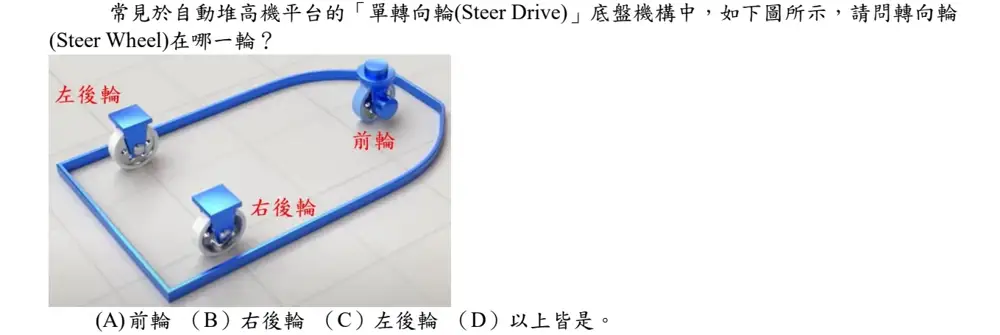 常見於自動堆高機平台的「單轉向輪(Steer Drive)」底盤機構中，如下圖所示，請問轉向輪
(Steer Wheel)在哪一輪？
左後輪
前輪
右後輪
(A)前輪 （B）右後輪 （C）左後輪 （D）以上皆是。